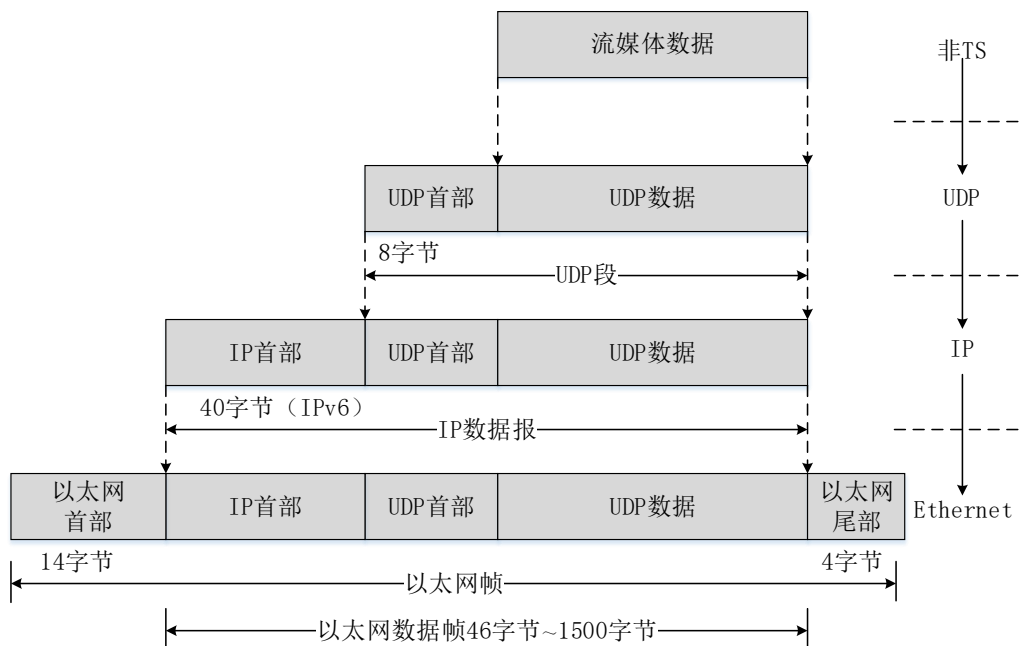 流媒体数据
非TS
UDP首部
UDP数据
UDP
8字节
UDP段
IP首部
UDP首部
UDP数据
IP
40字节（IPv6）
IP数据报
以太网
首部
IP首部
UDP首部
UDP数据
以太网
尾部
Ethernet
14字节
4字节
以太网帧
以太网数据帧46字节~1500字节